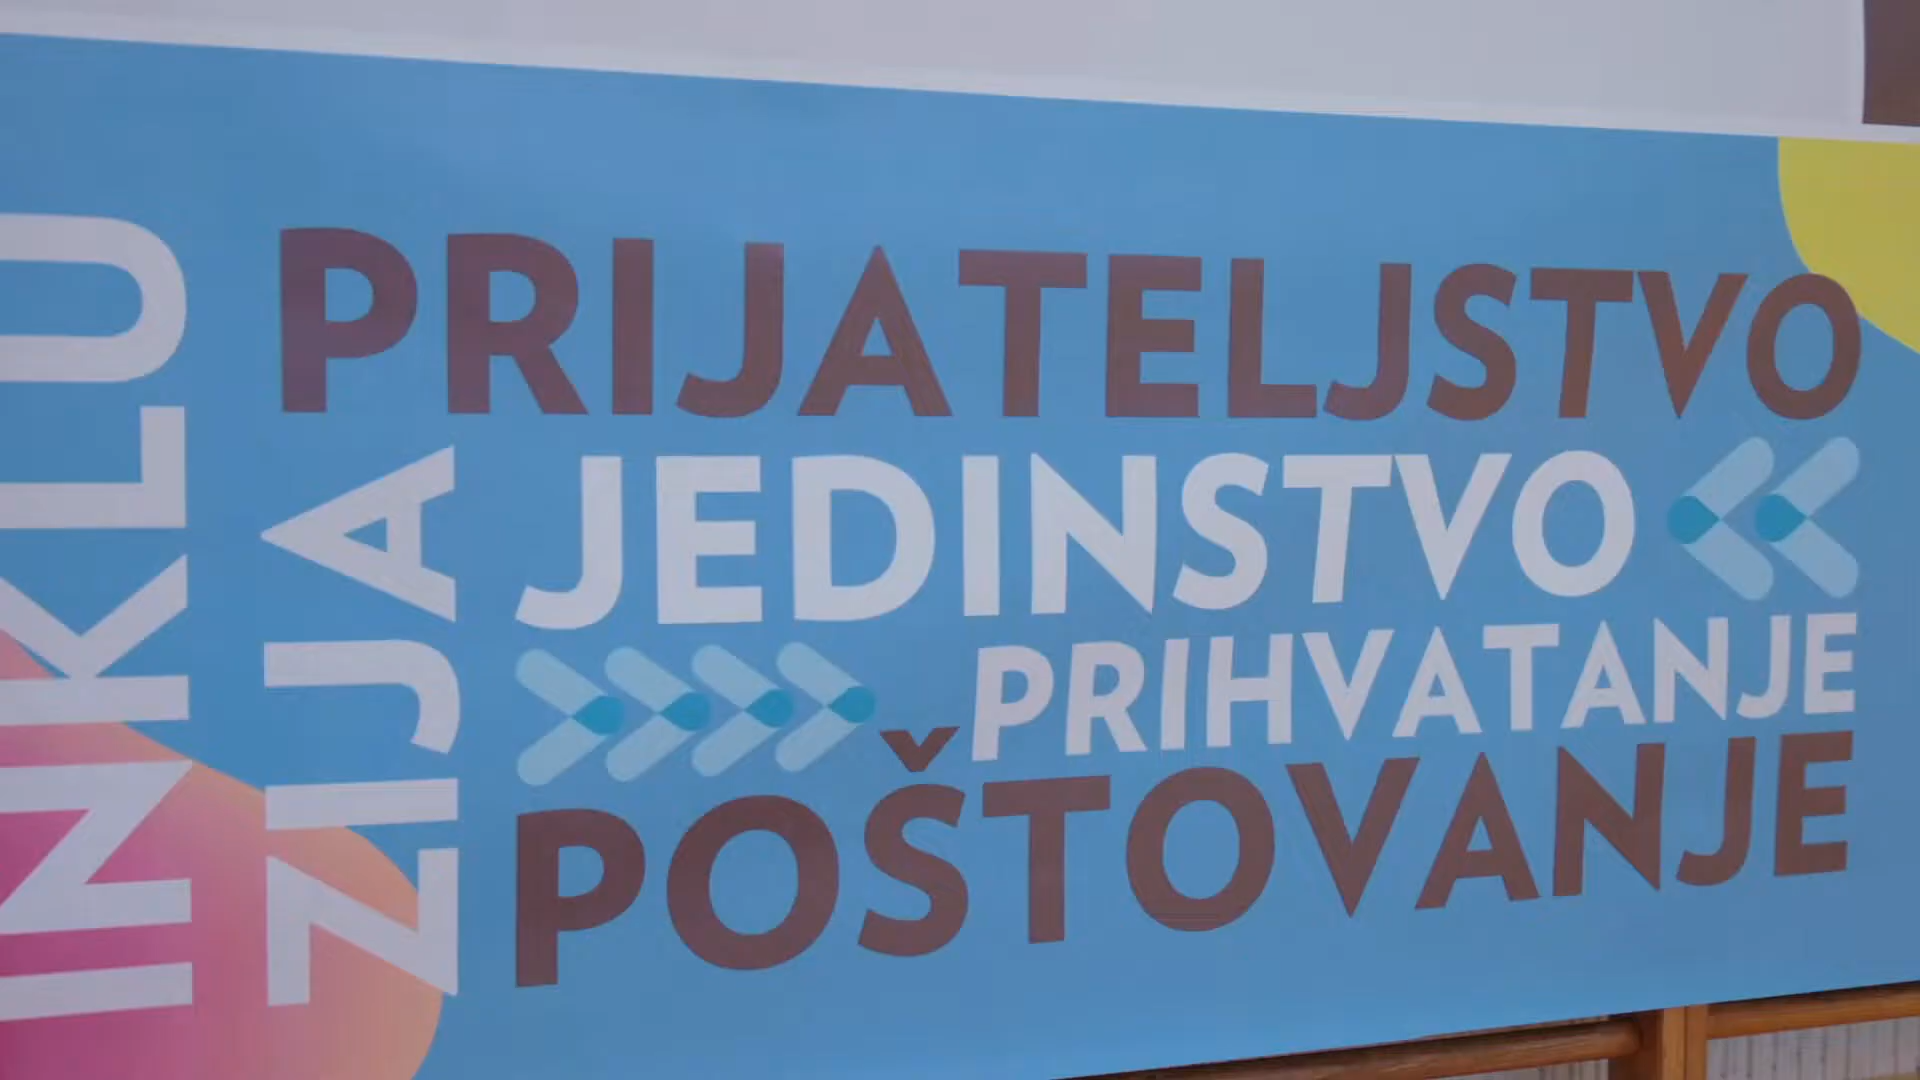 INKLU
ZIJA
PRIJATELJSTVO
JEDINSTVO
PRIHVATANJE
POŠTOVANJE